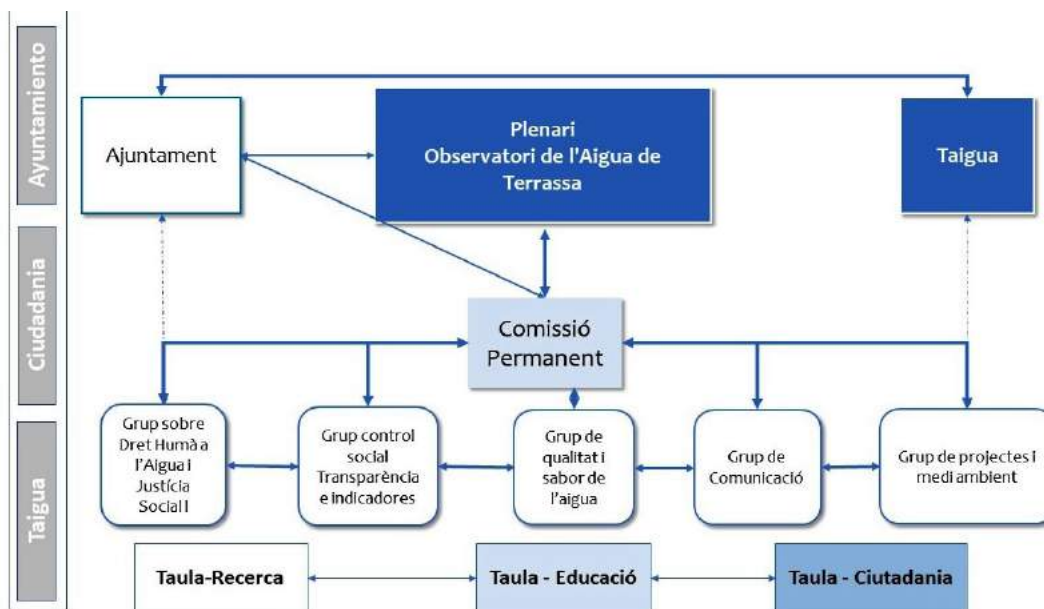 Ayuntamiento
Ciudadania
Taigua
Ajuntament
Plenari
Observatori de l'Aigua de
Terrassa
Taigua
Comissió
Permanent
Grup sobre
Dret Humà a
l'Aigua i
Justícia
Social l
Grup control
social
Transparència
e indicadores
Grup de
qualitat i
sabor de
l'aigua
Grup de
Comunicació
Grup de projectes i
medi ambient
Taula-Recerca
Taula - Educació
Taula - Ciutadania